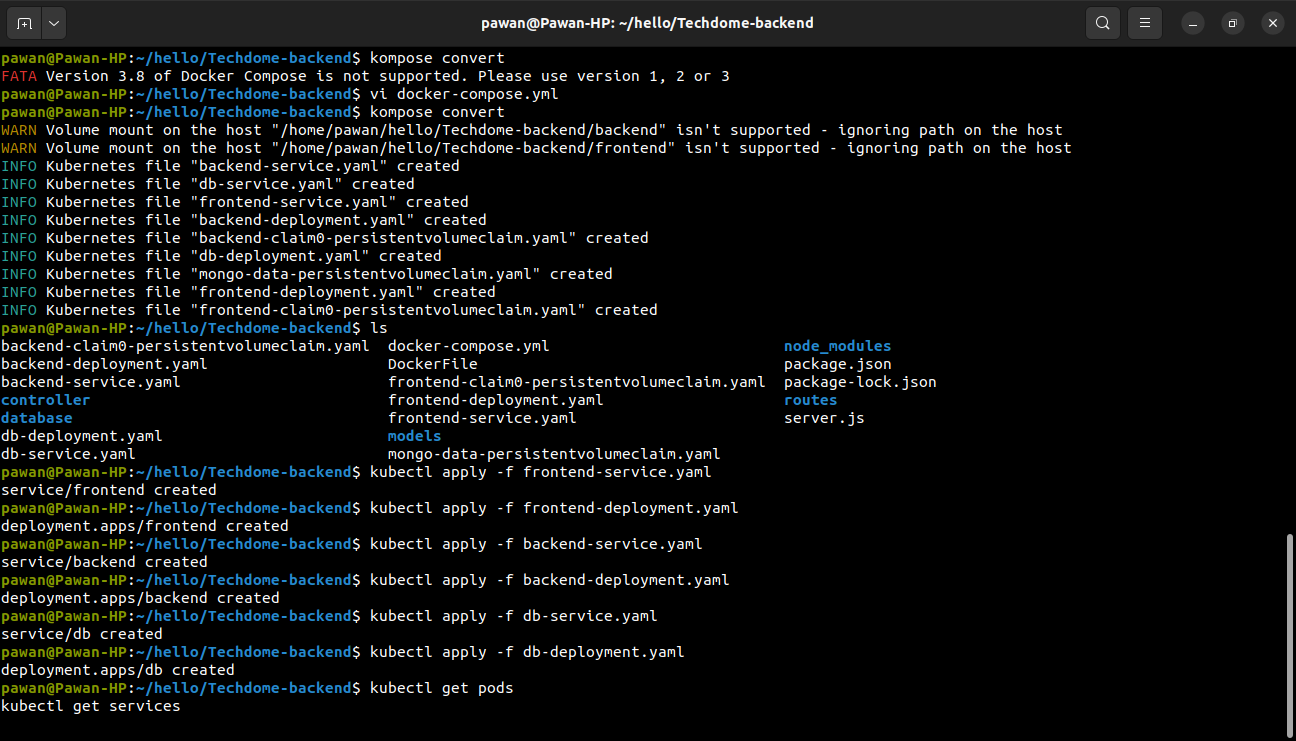 pawan@Pawan-HP: ~/hello/Techdome-backend
pawan@Pawan-HP:~/hello/Techdome-backend$ kompose convert
FATA Version 3.8 of Docker Compose is not supported. Please use version 1, 2 or 3
pawan@Pawan-HP:~/hello/Techdome-backend$ vi docker-compose.yml
pawan@Pawan-HP:~/hello/Techdome-backend$ kompose convert
WARN Volume mount on the host "/home/pawan/hello/Techdome-backend/backend" isn't supported - ignoring path on the host
WARN Volume mount on the host "/home/pawan/hello/Techdome-backend/frontend" isn't supported - ignoring path on the host
INFO Kubernetes file "backend-service.yaml" created
INFO Kubernetes file "db-service.yaml" created
INFO Kubernetes file "frontend-service.yaml" created
INFO Kubernetes file "backend-deployment.yaml" created
INFO Kubernetes file "backend-claim0-persistentvolumeclaim.yaml" created
INFO Kubernetes file "db-deployment.yaml" created
INFO Kubernetes file "mongo-data-persistentvolumeclaim.yaml" created
INFO Kubernetes file "frontend-deployment.yaml" created
INFO Kubernetes file "frontend-claim0-persistentvolumeclaim.yaml" created
pawan@Pawan-HP:~/hello/Techdome-backend$ ls
backend-claim0-persistentvolumeclaim.yaml  docker-compose.yml                          node_modules
backend-deployment.yaml                    DockerFile                                  package.json
backend-service.yaml                       frontend-claim0-persistentvolumeclaim.yaml  package-lock.json
controller                                 frontend-deployment.yaml                    routes
database                                   frontend-service.yaml                       server.js
db-deployment.yaml                         models
db-service.yaml                            mongo-data-persistentvolumeclaim.yaml
pawan@Pawan-HP:~/hello/Techdome-backend$ kubectl apply -f frontend-service.yaml
service/frontend created
pawan@Pawan-HP:~/hello/Techdome-backend$ kubectl apply -f frontend-deployment.yaml
deployment.apps/frontend created
pawan@Pawan-HP:~/hello/Techdome-backend$ kubectl apply -f backend-service.yaml
service/backend created
pawan@Pawan-HP:~/hello/Techdome-backend$ kubectl apply -f backend-deployment.yaml
deployment.apps/backend created
pawan@Pawan-HP:~/hello/Techdome-backend$ kubectl apply -f db-service.yaml
service/db created
pawan@Pawan-HP:~/hello/Techdome-backend$ kubectl apply -f db-deployment.yaml
deployment.apps/db created
pawan@Pawan-HP:~/hello/Techdome-backend$ kubectl get pods
kubectl get services